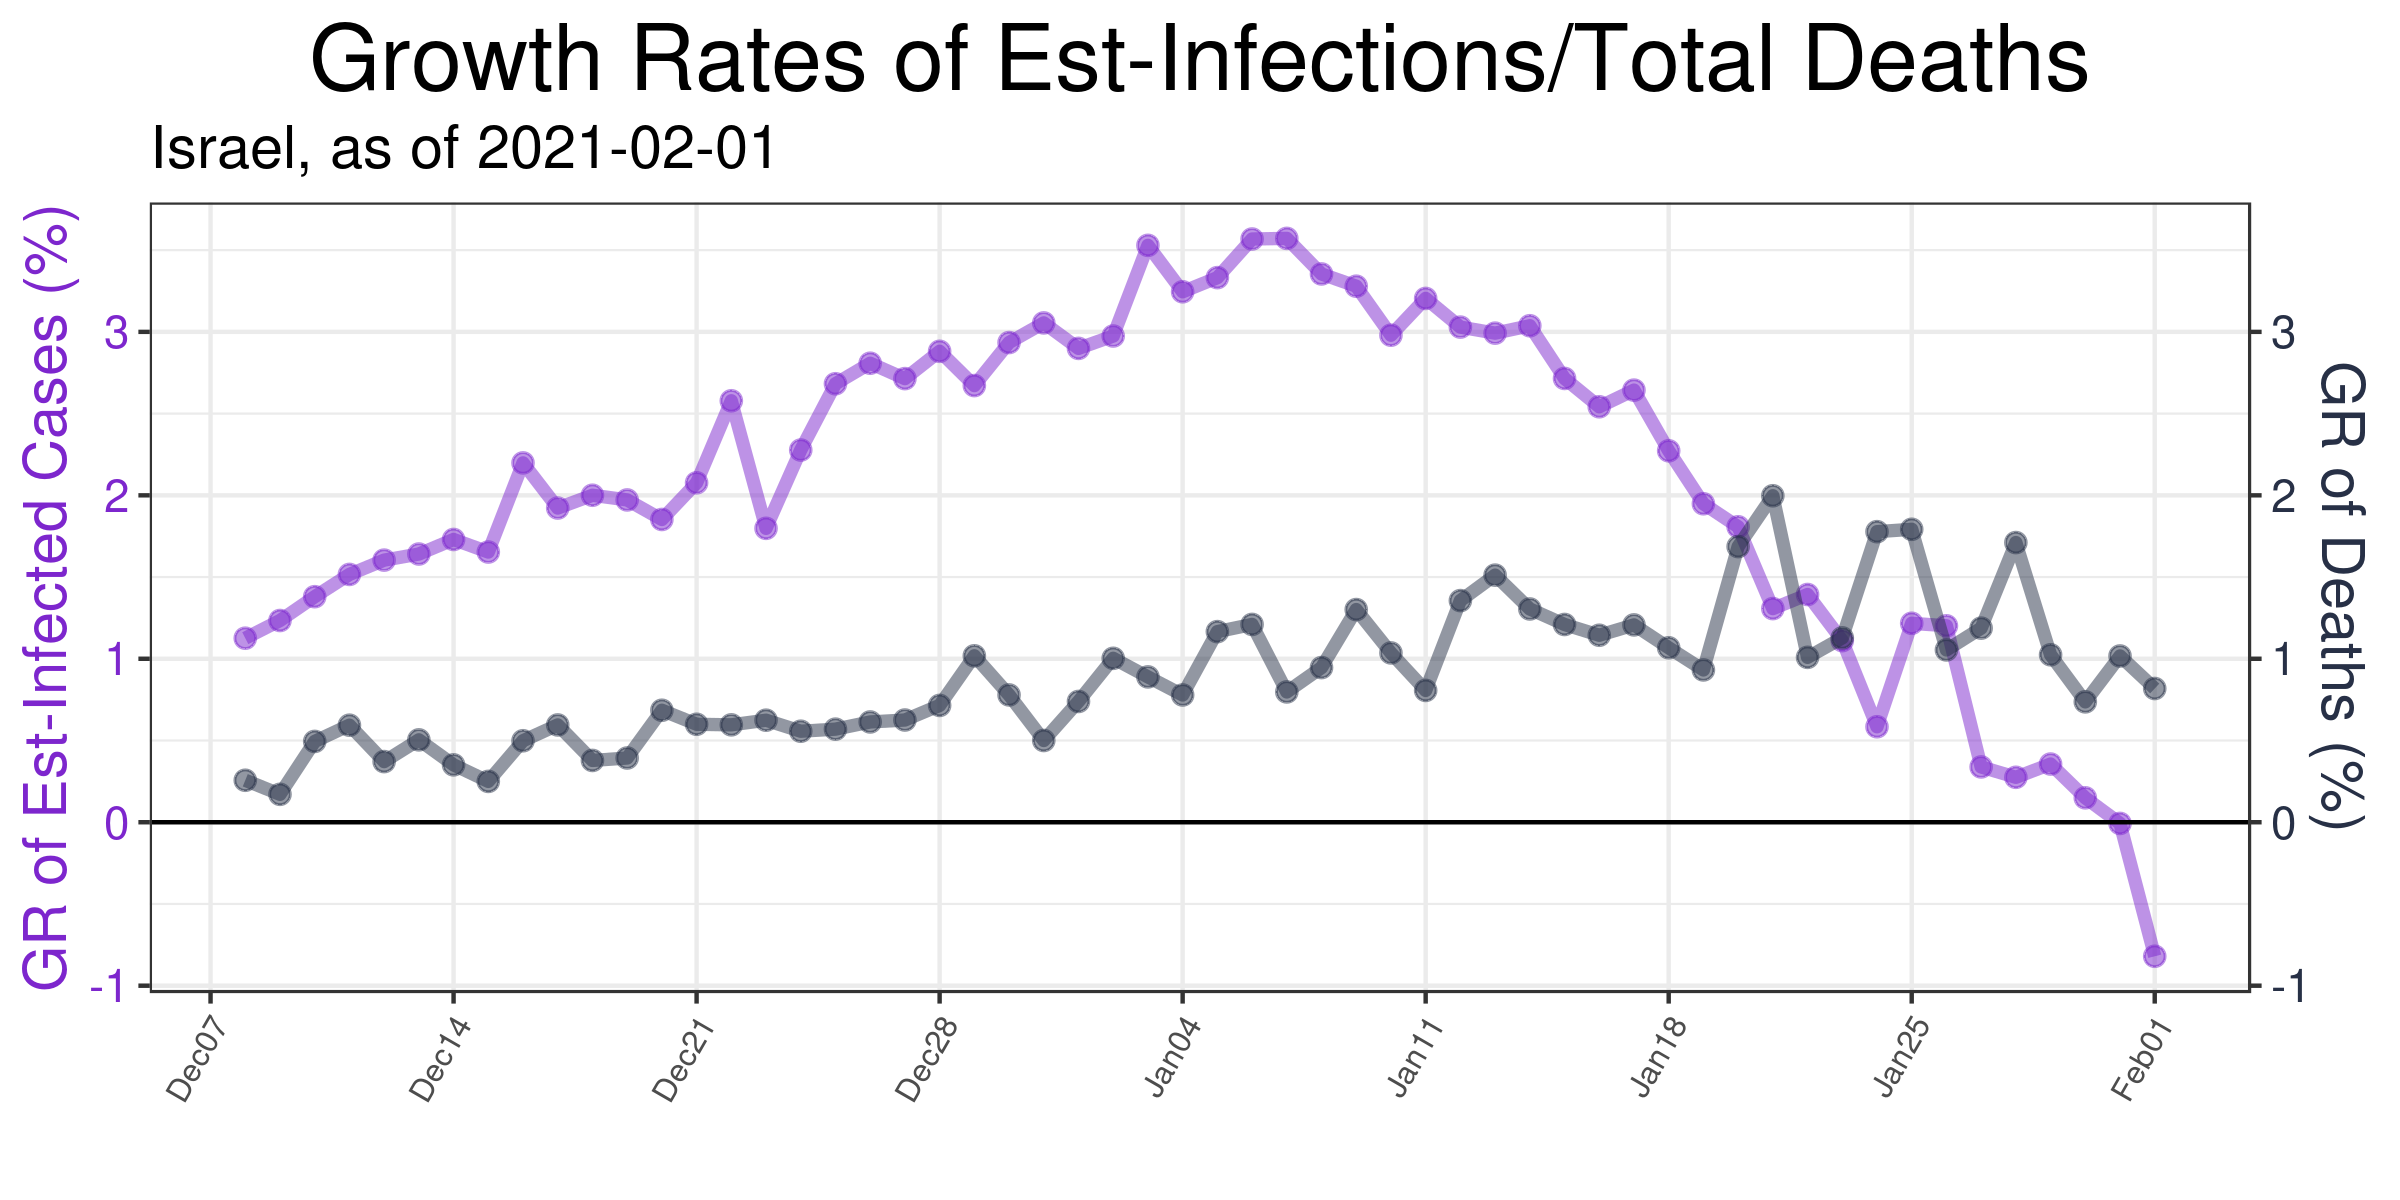 Growth Rates of Est-Infections/Total Deaths
Israel, as of 2021-02-01
GR of Est-Infected Cases (%)
3
2
1
0
-1
3
2
1
0
-1
GR of Deaths (%)
Dec07
Dec14
Dec21
Dec28
Jan04
Jan11
Jan18
Jan25
Feb01